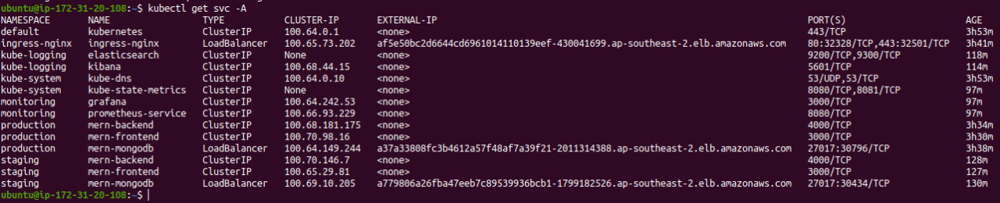 ubuntu@ip-172-31-20-108:~$ kubectl get svc -A
NAMESPACE NAME TYPE CLUSTER-IP EXTERNAL-IP PORT(S) AGE
default kubernetes ClusterIP 100.64.0.1 <none> 443/TCP 3h53m
ingress-nginx ingress-nginx LoadBalancer 100.65.73.202 af5e50bc2d6644cd6961014110139eef-430041699.ap-southeast-2.elb.amazonaws.com 80:32328/TCP,443:32501/TCP 3h41m
kube-logging elasticsearch ClusterIP None <none> 9200/TCP,9300/TCP 118m
kube-logging kibana ClusterIP 100.68.44.15 <none> 5601/TCP 114m
kube-system kube-dns ClusterIP 100.64.0.10 <none> 53/UDP,53/TCP 3h53m
kube-system kube-state-metrics ClusterIP None <none> 8080/TCP,8081/TCP 97m
monitoring grafana ClusterIP 100.64.242.53 <none> 3000/TCP 97m
monitoring prometheus-service ClusterIP 100.66.93.229 <none> 8080/TCP 97m
production mern-backend ClusterIP 100.68.181.175 <none> 4000/TCP 3h34m
production mern-frontend ClusterIP 100.70.98.16 <none> 3000/TCP 3h30m
production mern-mongodb LoadBalancer 100.64.149.244 a37a33808fc3b4612a57f48af7a39f21-2011314388.ap-southeast-2.elb.amazonaws.com 27017:30796/TCP 3h38m
staging mern-backend ClusterIP 100.70.146.7 <none> 4000/TCP 128m
staging mern-frontend ClusterIP 100.65.29.81 <none> 3000/TCP 127m
staging mern-mongodb LoadBalancer 100.69.10.205 a779806a26fba47eeb7c89539936bcb1-1799182526.ap-southeast-2.elb.amazonaws.com 27017:30434/TCP 130m
ubuntu@ip-172-31-20-108:~$